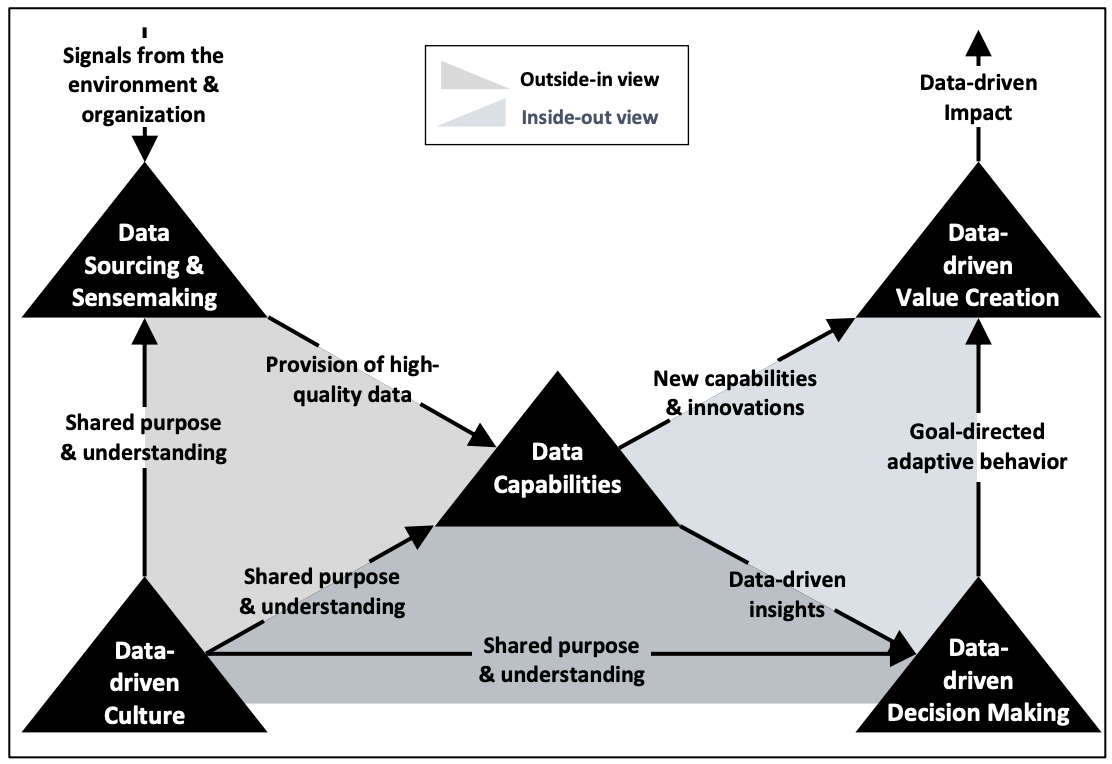 Signals from the
environment &
organization
Outside-in view
Inside-out view
Data-driven
Impact
Data
Sourcing &
Sensemaking
Data-
driven
Value Creation
Provision of high-
quality data
New capabilities
& innovations
Shared purpose
& understanding
Goal-directed
adaptive behavior
Data
Capabilities
Shared purpose
& understanding
Data-driven
insights
Shared purpose
& understanding
Data-
driven
Culture
Data-
driven
Decision Making